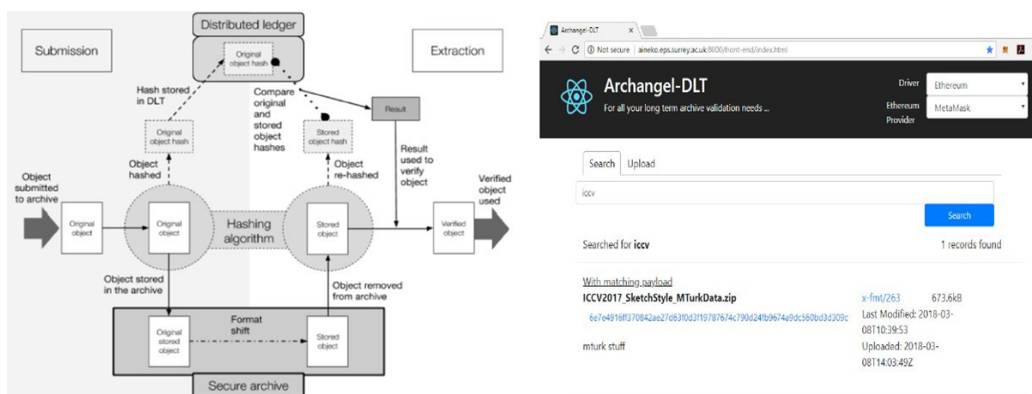 Submission
Distributed ledger
Extraction
Original
object hash
Hash stored
in DLT
Compare
original
and
stored
object
hashes
Result
Original
object hash
Stored
object hash
Object
hashed
Object
re-hashed
Result
used to
verify
object
Object
submitted
to archive
Verified
object
used
Original
object
Original
object
Hashing
algorithm
Stored
object
Verified
object
Object stored
in the archive
Object removed
from archive
Original
stored
object
Format
shift
Stored
object
Secure archive
Archangel-DLT
Not secure | aineko.eps.surrey.ac.uk:8000/front-end/index.html
Archangel-DLT
For all your long term archive validation needs ...
Driver
Ethereum
Ethereum
Provider
MetaMask
Search
Upload
iccv
Search
Searched for iccv
1 records found
With matching payload
ICCV2017_SketchStyle_MTurkData.zip
x-fmt/263
673.6kB
Last Modified: 2018-03-
08T10:39:53
mturk stuff
Uploaded: 2018-03-
08T14:03:49Z